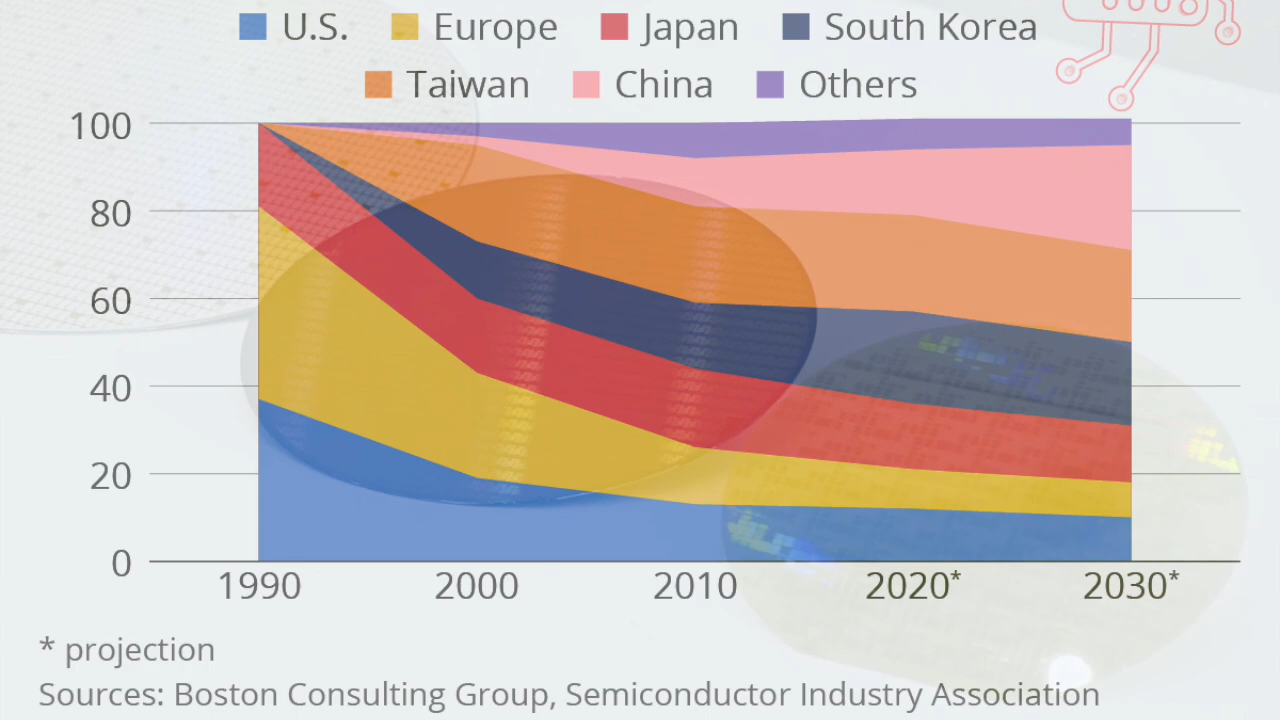 U.S. Europe Japan South Korea
Taiwan China Others
100
80
60
40
20
0
1990 2000 2010 2020* 2030*
* projection
Sources: Boston Consulting Group, Semiconductor Industry Association